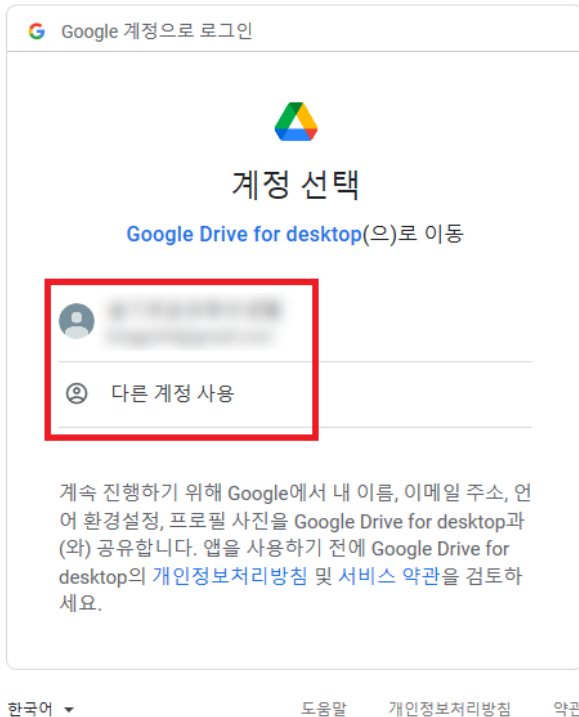 Google 계정으로 로그인
계정 선택
Google Drive for desktop(으)로 이동
다른 계정 사용
계속 진행하기 위해 Google에서 내 이름, 이메일 주소, 언
어 환경설정, 프로필 사진을 Google Drive for desktop과
(와) 공유합니다. 앱을 사용하기 전에 Google Drive for
desktop의 개인정보처리방침 및 서비스 약관을 검토하
세요.
한국어 도움말 개인정보처리방침 약관